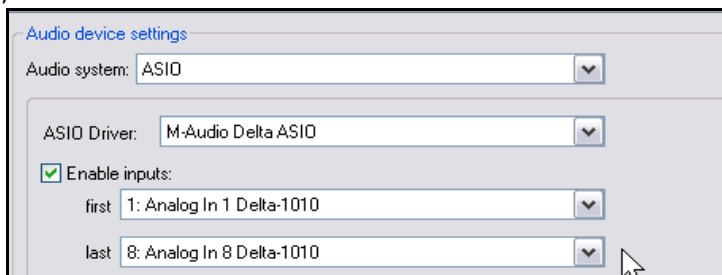 Audio device settings
Audio system: ASIO
ASIO Driver: M-Audio Delta ASIO
Enable inputs:
first 1: Analog In 1 Delta-1010
last 8: Analog In 8 Delta-1010